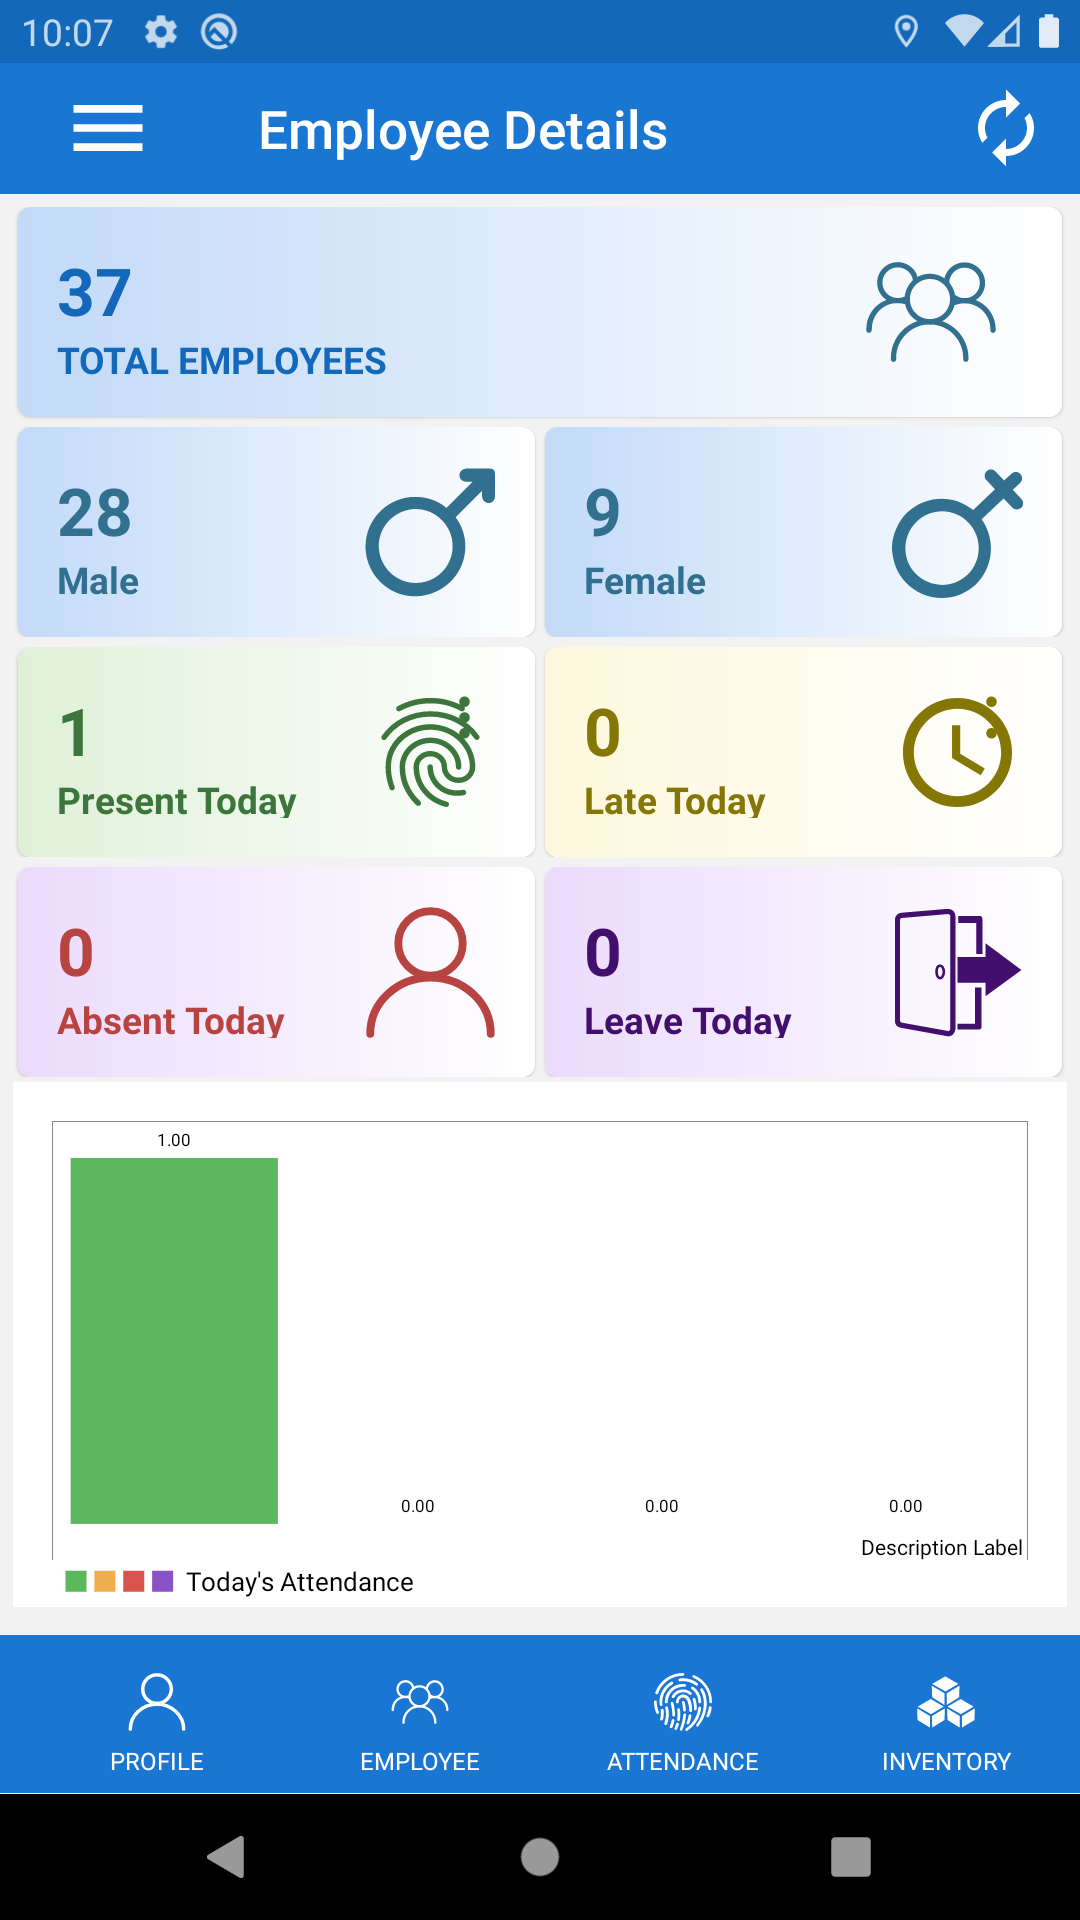 10:07
Employee Details
37
TOTAL EMPLOYEES
28
Male
9
Female
1
Present Today
0
Late Today
0
Absent Today
0
Leave Today
1.00
0.00
0.00
0.00
Description Label
Today's Attendance
PROFILE
EMPLOYEE
ATTENDANCE
INVENTORY